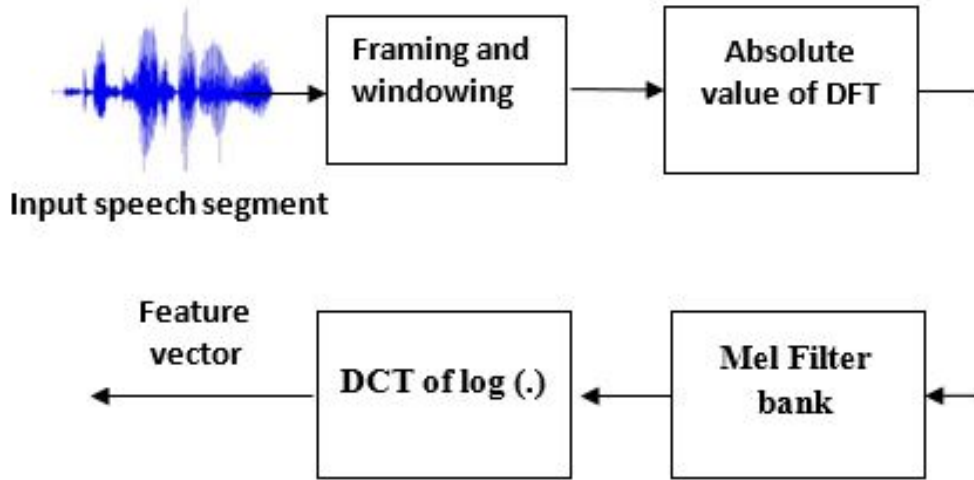 Framing and
windowing
Absolute
value of DFT
Input speech segment
Feature
vector
DCT of log (.)
Mel Filter
bank